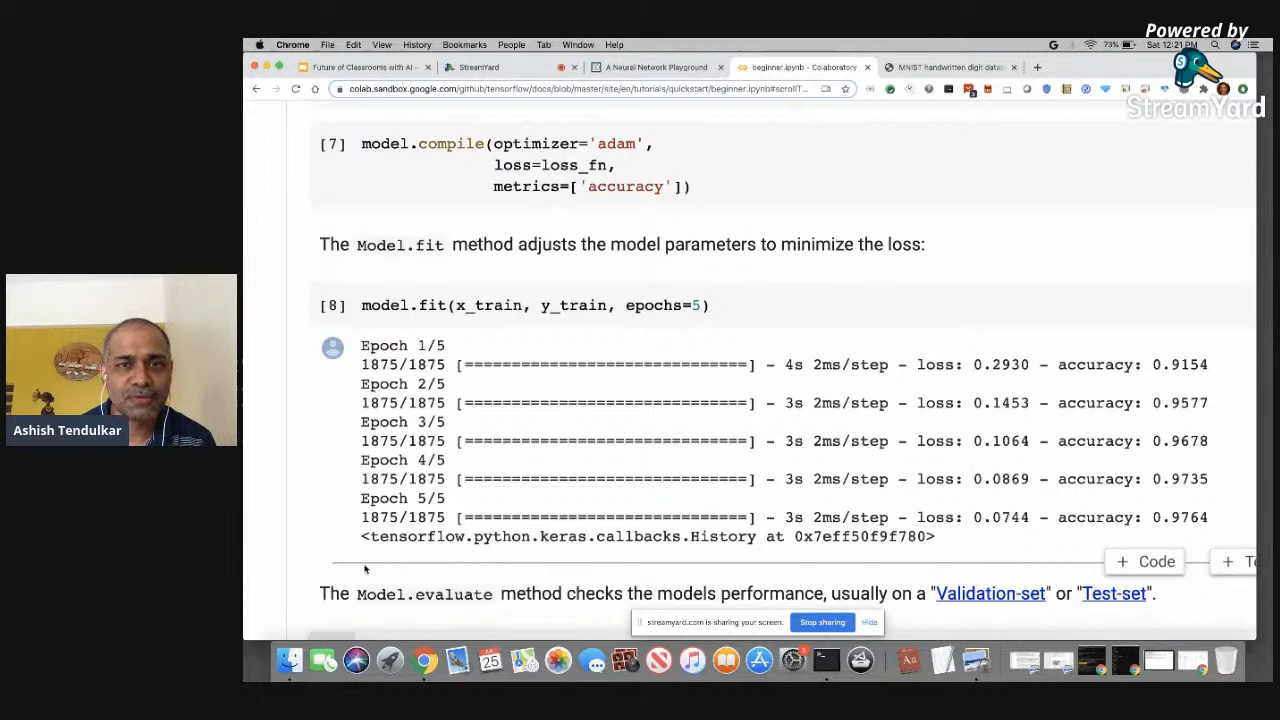 Powered by
StreamYard
Chrome File Edit View History Bookmarks People Tab Window Help
73% Sat 12:21 PM
Future of Classrooms with AI -
StreamYard
A Neural Network Playground
beginner.ipynb - Colaboratory
MNIST handwritten digit datab
colab.sandbox.google.com/github/tensorflow/docs/blob/master/site/en/tutorials/quickstart/beginner.ipynb#scrollT...
[7] model.compile(optimizer='adam',
loss=loss_fn,
metrics=['accuracy'])
The Model.fit method adjusts the model parameters to minimize the loss:
[8] model.fit(x_train, y_train, epochs=5)
Epoch 1/5
1875/1875 [==============================] - 4s 2ms/step - loss: 0.2930 - accuracy: 0.9154
Epoch 2/5
1875/1875 [==============================] - 3s 2ms/step - loss: 0.1453 - accuracy: 0.9577
Epoch 3/5
1875/1875 [==============================] - 3s 2ms/step - loss: 0.1064 - accuracy: 0.9678
Epoch 4/5
1875/1875 [==============================] - 3s 2ms/step - loss: 0.0869 - accuracy: 0.9735
Epoch 5/5
1875/1875 [==============================] - 3s 2ms/step - loss: 0.0744 - accuracy: 0.9764
<tensorflow.python.keras.callbacks.History at 0x7eff50f9f780>
+ Code + Te
The Model.evaluate method checks the models performance, usually on a "Validation-set" or "Test-set".
streamyard.com is sharing your screen. Stop sharing Hide
Ashish Tendulkar